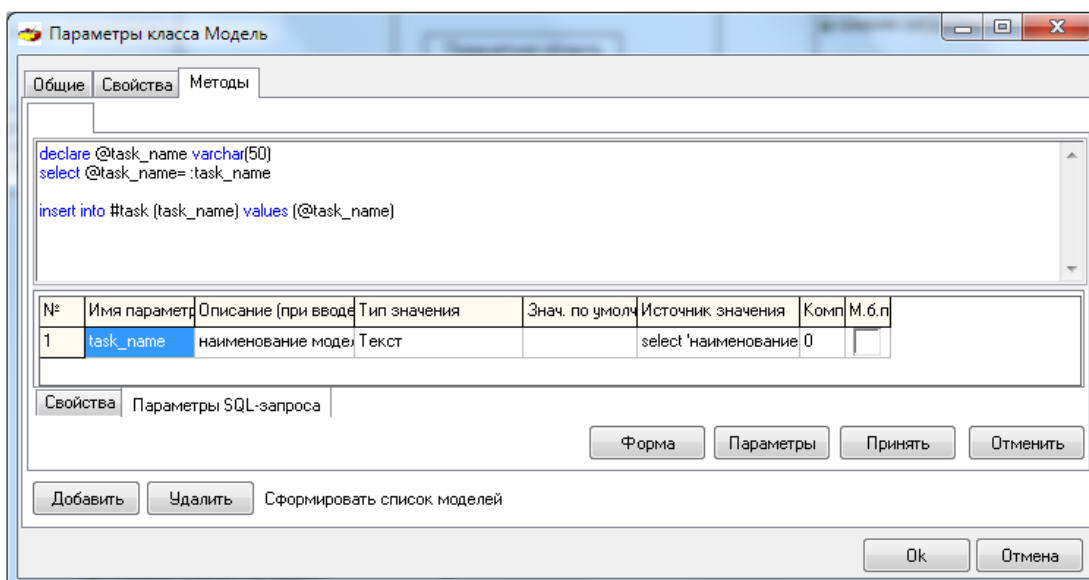 Параметры класса Модель
Общие Свойства Методы
declare @task_name varchar(50)
select @task_name= :task_name
insert into #task (task_name) values (@task_name)
№ Имя параметр Описание (при вводе Тип значения Знач. по умолч Источник значения Комп М.б.п
1 task_name наименование модел Текст select 'наименование 0
Свойства Параметры SQL-запроса
Форма Параметры Принять Отменить
Добавить Удалить Сформировать список моделей
Ok Отмена